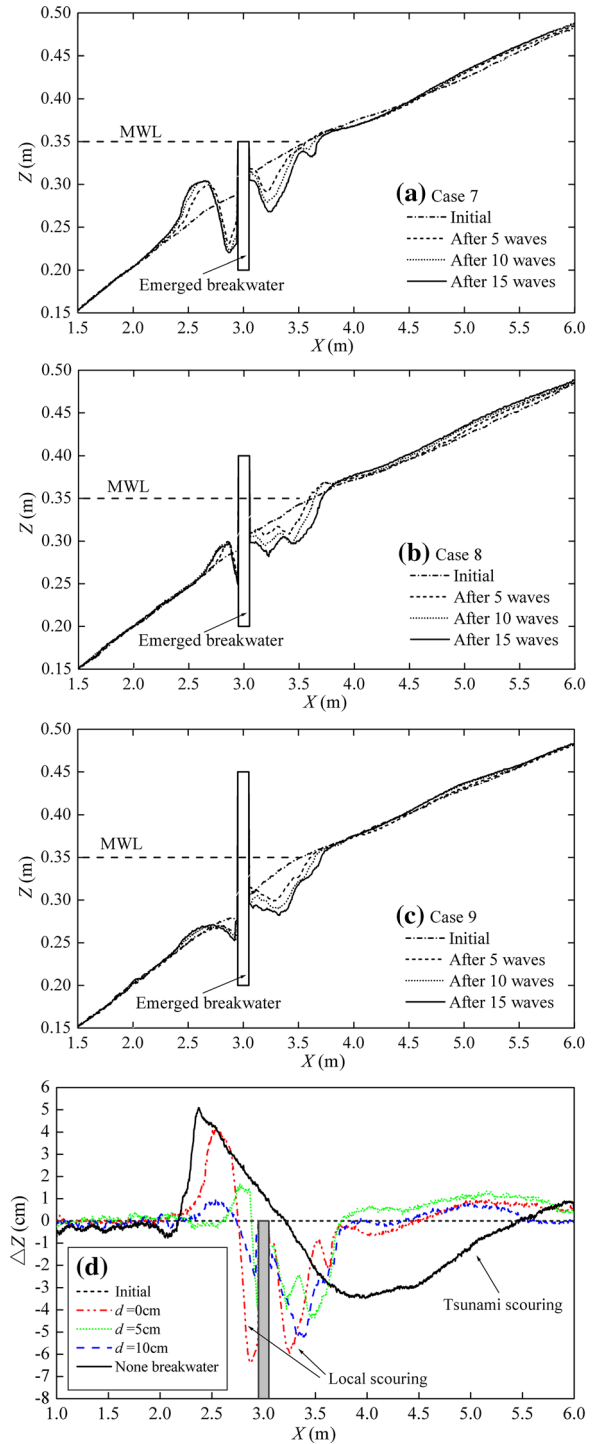 0.50
0.45
0.40
0.35
0.30
0.25
0.20
0.15
Z (m)
MWL
Emerged breakwater
(a) Case 7
Initial
After 5 waves
After 10 waves
After 15 waves
1.5 2.0 2.5 3.0 3.5 4.0 4.5 5.0 5.5 6.0
X (m)
0.50
0.45
0.40
0.35
0.30
0.25
0.20
0.15
Z (m)
MWL
Emerged breakwater
(b) Case 8
Initial
After 5 waves
After 10 waves
After 15 waves
1.5 2.0 2.5 3.0 3.5 4.0 4.5 5.0 5.5 6.0
X (m)
0.50
0.45
0.40
0.35
0.30
0.25
0.20
0.15
Z (m)
MWL
Emerged breakwater
(c) Case 9
Initial
After 5 waves
After 10 waves
After 15 waves
1.5 2.0 2.5 3.0 3.5 4.0 4.5 5.0 5.5 6.0
X (m)
6
5
4
3
2
1
0
-1
-2
-3
-4
-5
-6
-7
-8
△Z (cm)
(d)
Initial
d =0cm
d =5cm
d =10cm
None breakwater
Tsunami scouring
Local scouring
1.0 1.5 2.0 2.5 3.0 3.5 4.0 4.5 5.0 5.5 6.0
X (m)